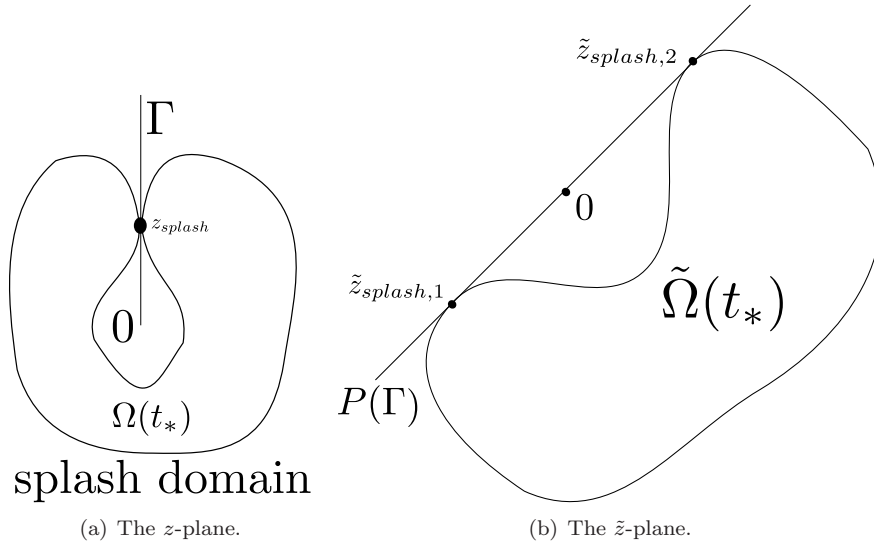 Γ
z_{splash}
0
Ω(t_*)
splash domain
(a) The z-plane.
z̃_{splash,2}
0
z̃_{splash,1}
Ω̃(t_*)
P(Γ)
(b) The z̃-plane.